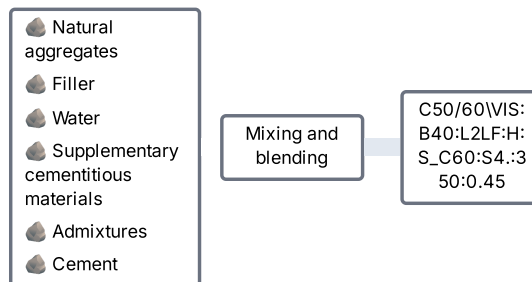 Natural
aggregates
Filler
Water
Supplementary
cementitious
materials
Admixtures
Cement
Mixing and
blending
C50/60\VIS:
B40:L2LF:H:
S_C60:S4.:3
50:0.45